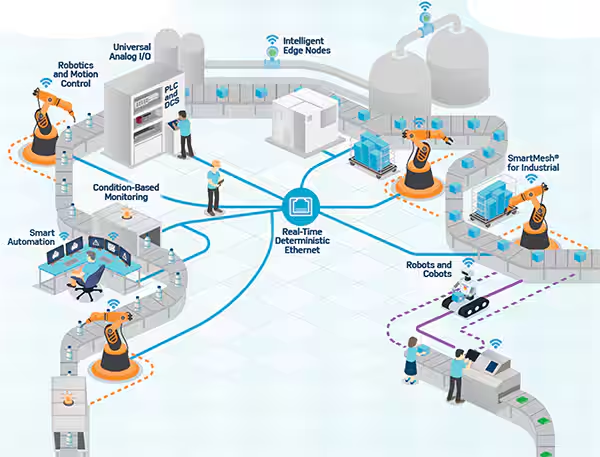 Universal
Analog I/O
Intelligent
Edge Nodes
Robotics
and Motion
Control
PLC and
DCS
SmartMesh®
for Industrial
Condition-Based
Monitoring
Smart
Automation
Real-Time
Deterministic
Ethernet
Robots and
Cobots